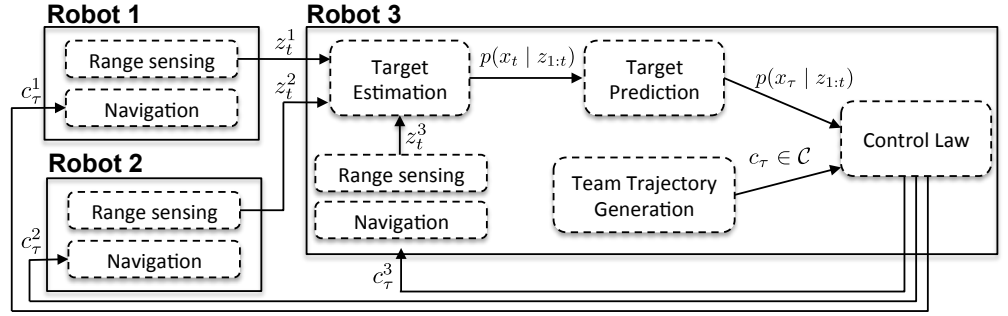 Robot 1
Range sensing
Navigation
c_τ^1
Robot 2
Range sensing
Navigation
c_τ^2
Robot 3
z_t^1
z_t^2
Target
Estimation
z_t^3
Range sensing
Navigation
c_τ^3
p(x_t | z_{1:t})
Target
Prediction
p(x_τ | z_{1:t})
Team Trajectory
Generation
c_τ ∈ 𝒞
Control Law